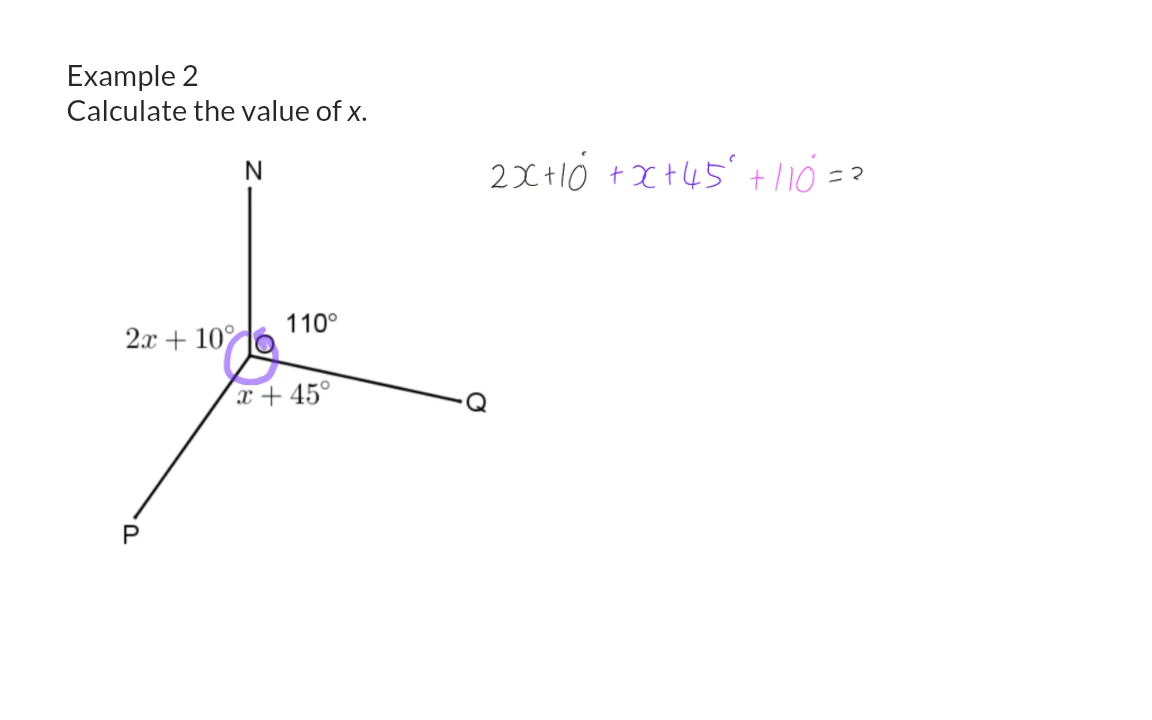 Example 2
Calculate the value of x.
N
2x+10° +x+45° +110° = ?
110°
2x + 10°
x + 45°
Q
P